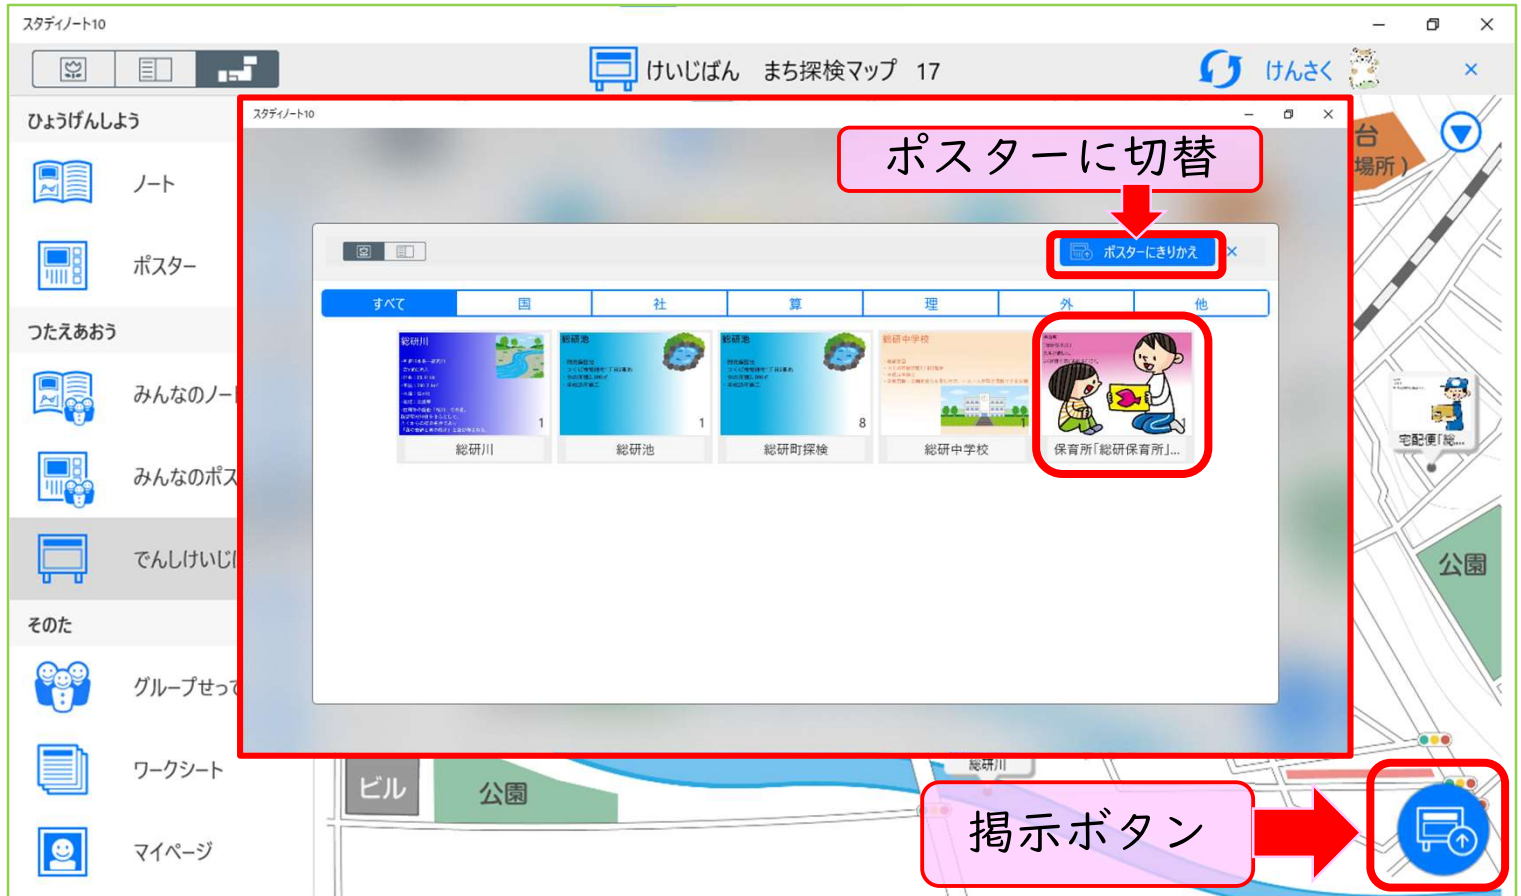 スタディノート10
けいじばん まち探検マップ 17
けんさく
ひょうげんしよう
ノート
ポスター
つたえあおう
みんなのノー
みんなのポス
でんしけいじ
そのた
グループせって
ワークシート
マイページ
スタディノート10
ポスターに切替
ポスターにきりかえ
すべて
国
社
算
理
外
他
総研川
1
総研川
総研池
1
総研池
総研池
8
総研町探検
総研中学校
1
総研中学校
1
保育所「総研保育所」...
台
場所）
宅配便「総...
公園
ビル
公園
総研川
掲示ボタン